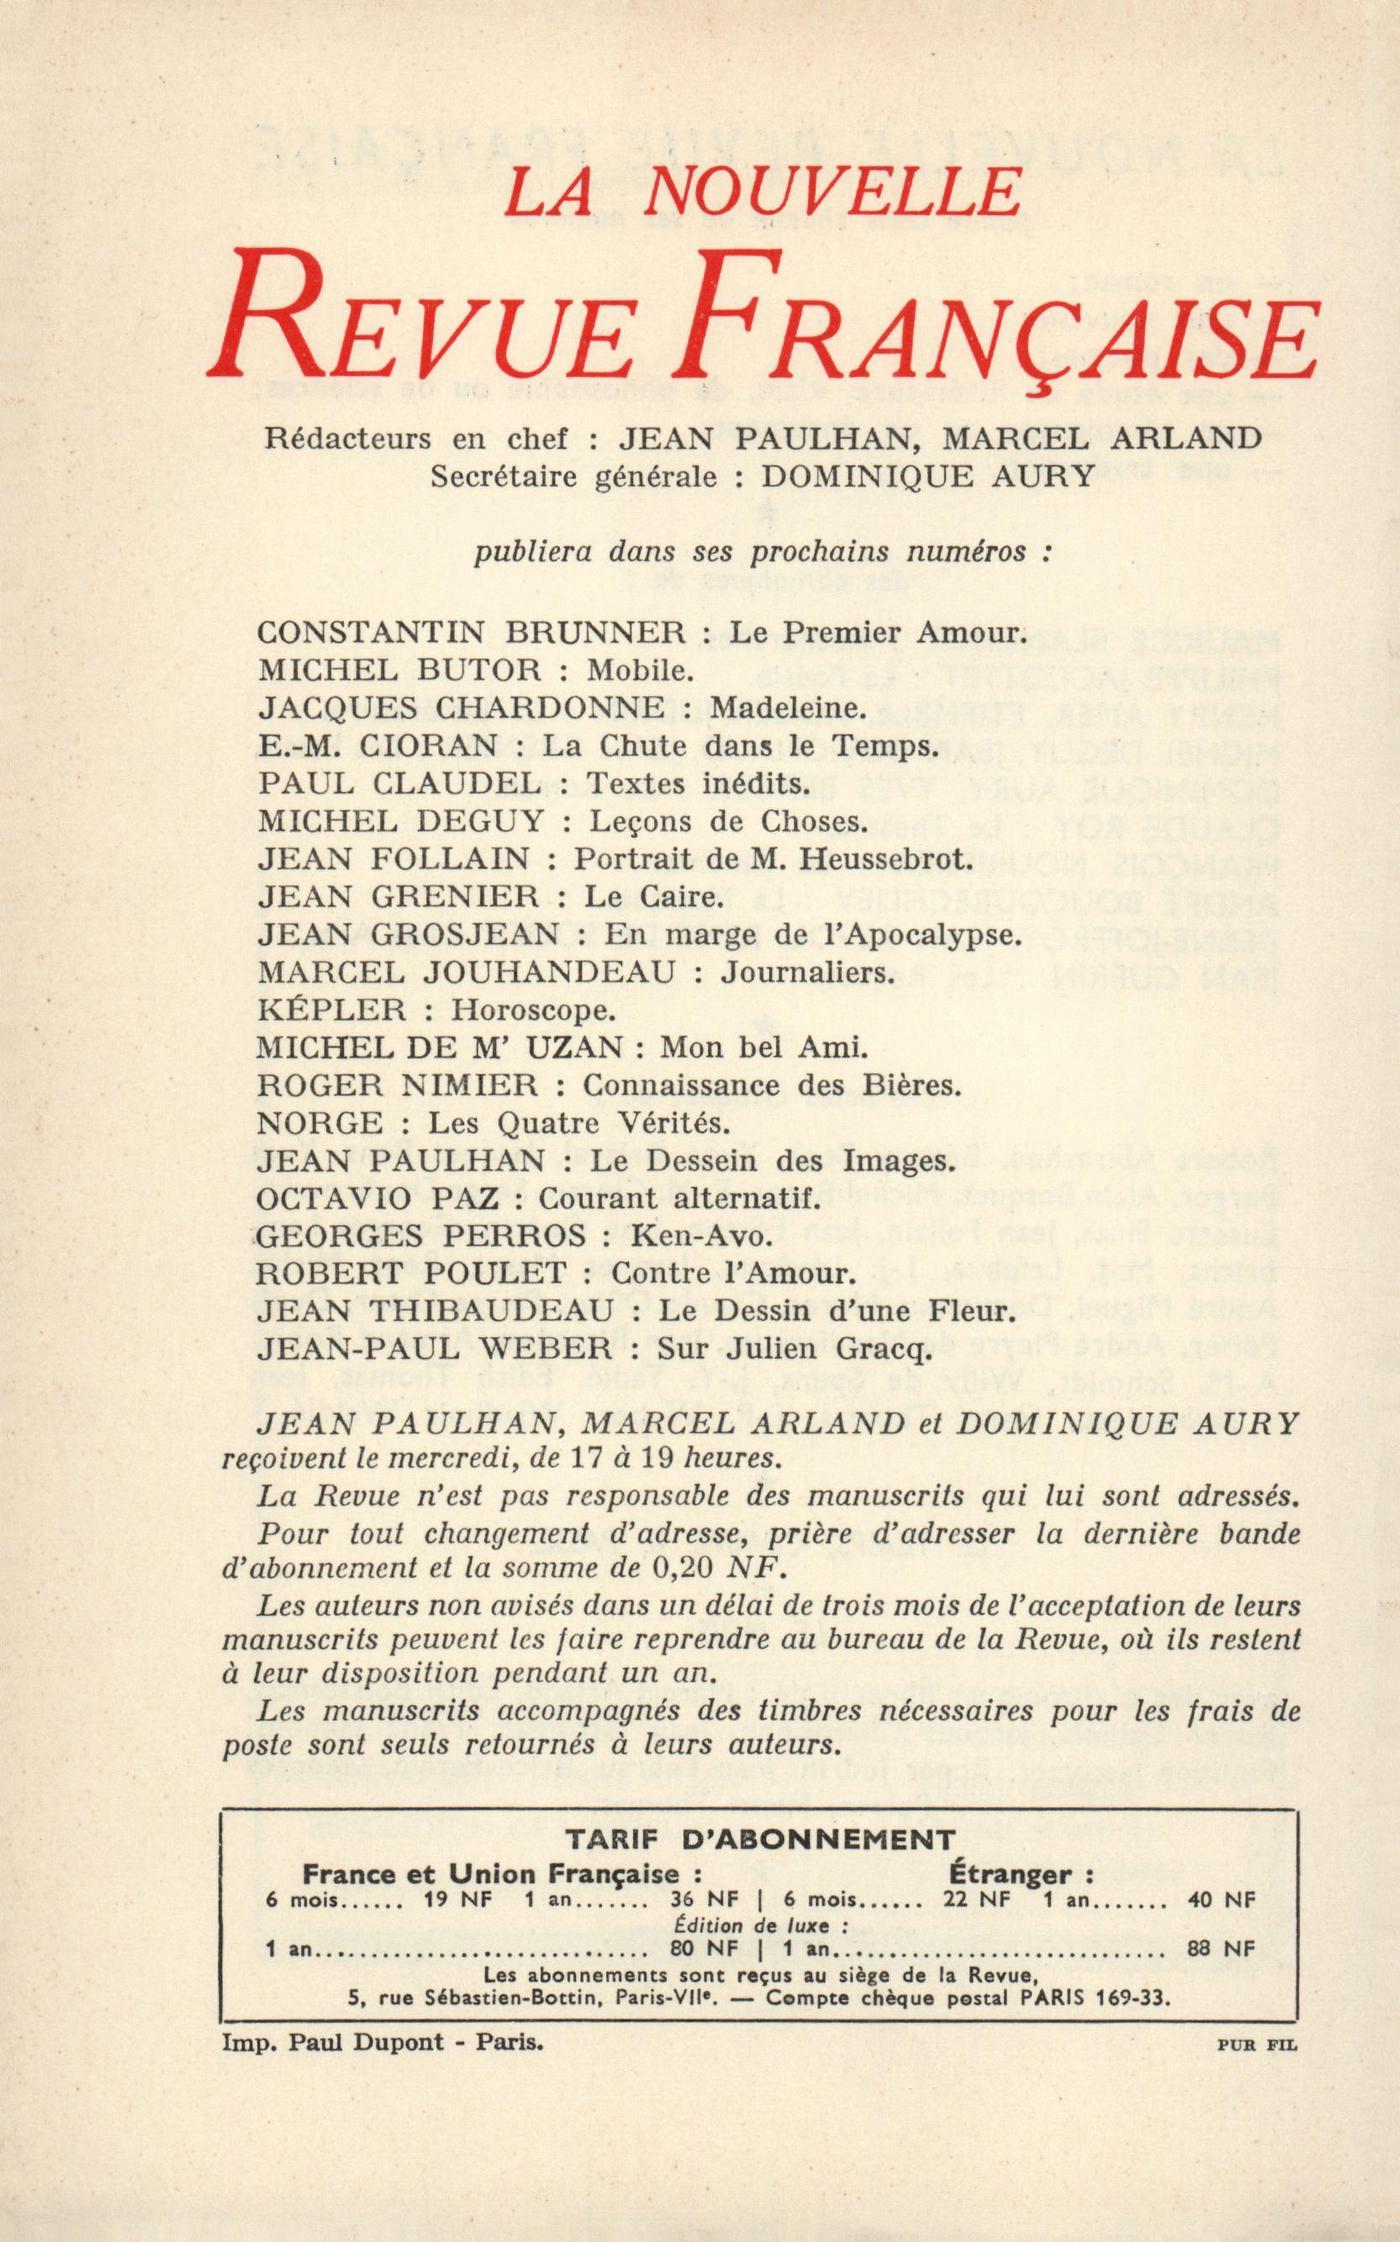 LA NOUVELLE
REVUE FRANÇAISE
Rédacteurs en chef : JEAN PAULHAN, MARCEL ARLAND
Secrétaire générale : DOMINIQUE AURY
publiera dans ses prochains numéros :
CONSTANTIN BRUNNER : Le Premier Amour.
MICHEL BUTOR : Mobile.
JACQUES CHARDONNE : Madeleine.
E.-M. CIORAN : La Chute dans le Temps.
PAUL CLAUDEL : Textes inédits.
MICHEL DEGUY : Leçons de Choses.
JEAN FOLLAIN : Portrait de M. Heussebrot.
JEAN GRENIER : Le Caire.
JEAN GROSJEAN : En marge de l'Apocalypse.
MARCEL JOUHANDEAU : Journaliers.
KÉPLER : Horoscope.
MICHEL DE M' UZAN : Mon bel Ami.
ROGER NIMIER : Connaissance des Bières.
NORGE : Les Quatre Vérités.
JEAN PAULHAN : Le Dessein des Images.
OCTAVIO PAZ : Courant alternatif.
GEORGES PERROS : Ken-Avo.
ROBERT POULET : Contre l'Amour.
JEAN THIBAUDEAU : Le Dessin d'une Fleur.
JEAN-PAUL WEBER : Sur Julien Gracq.
JEAN PAULHAN, MARCEL ARLAND et DOMINIQUE AURY
reçoivent le mercredi, de 17 à 19 heures.
La Revue n'est pas responsable des manuscrits qui lui sont adressés.
Pour tout changement d'adresse, prière d'adresser la dernière bande
d'abonnement et la somme de 0,20 NF.
Les auteurs non avisés dans un délai de trois mois de l'acceptation de leurs
manuscrits peuvent les faire reprendre au bureau de la Revue, où ils restent
à leur disposition pendant un an.
Les manuscrits accompagnés des timbres nécessaires pour les frais de
poste sont seuls retournés à leurs auteurs.
TARIF D'ABONNEMENT
France et Union Française : Étranger :
6 mois...... 19 NF 1 an....... 36 NF | 6 mois...... 22 NF 1 an....... 40 NF
Édition de luxe :
1 an............................. 80 NF | 1 an............................. 88 NF
Les abonnements sont reçus au siège de la Revue,
5, rue Sébastien-Bottin, Paris-VIIe. — Compte chèque postal PARIS 169-33.
Imp. Paul Dupont - Paris. PUR FIL